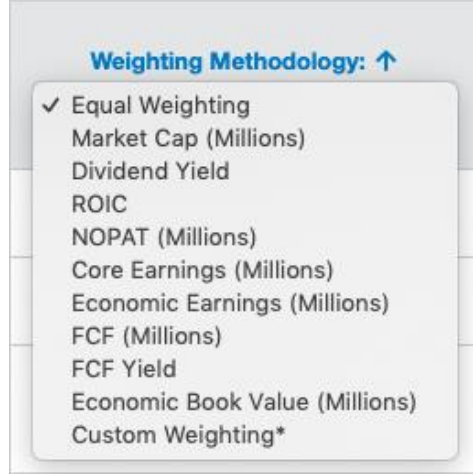 Weighting Methodology: ↑
✓ Equal Weighting
Market Cap (Millions)
Dividend Yield
ROIC
NOPAT (Millions)
Core Earnings (Millions)
Economic Earnings (Millions)
FCF (Millions)
FCF Yield
Economic Book Value (Millions)
Custom Weighting*